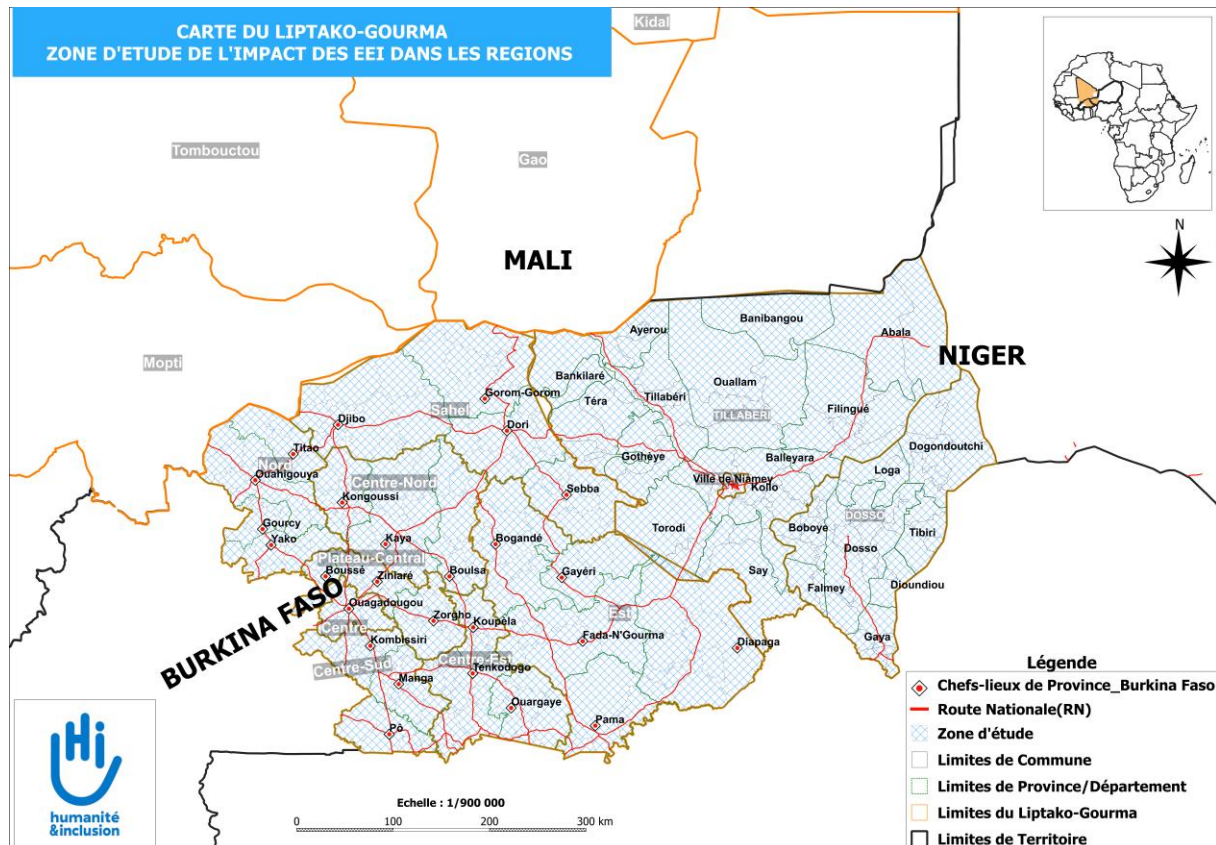 CARTE DU LIPTAKO-GOURMA
ZONE D'ETUDE DE L'IMPACT DES EEI DANS LES REGIONS
Kidal
Tombouctou
Gao
N
MALI
Mopti
NIGER
Banibangou
Ayerou
Abala
Bankilaré
Ouallam
Gorom-Gorom
Téra
Tillabéri
Sahel
TILLABERI
Filingué
Djibo
Dori
Titao
Dogondoutchi
Nord
Gothèye
Balleyara
Loga
Ouahigouya
Centre-Nord
Ville de Niamey
Kollo
Sebba
Kongoussi
DOSSO
Gourcy
Torodi
Boboye
Tibiri
Yako
Kaya
Bogandé
Dosso
Plateau-Central
Boussé
Ziniaré
Boulsa
Gayéri
Say
Falmey
Dioundiou
BURKINA FASO
Ouagadougou
Zorgho
Koupéla
Est
Centre
Fada-N'Gourma
Diapaga
Gaya
Kombissiri
Centre-Est
Centre-Sud
Tenkodogo
Manga
Ouargaye
Pama
Pô
Légende
Chefs-lieux de Province_Burkina Faso
Route Nationale(RN)
Zone d'étude
Limites de Commune
Limites de Province/Département
Limites du Liptako-Gourma
Limites de Territoire
Hi
humanité
&inclusion
Echelle : 1/900 000
0 100 200 300 km